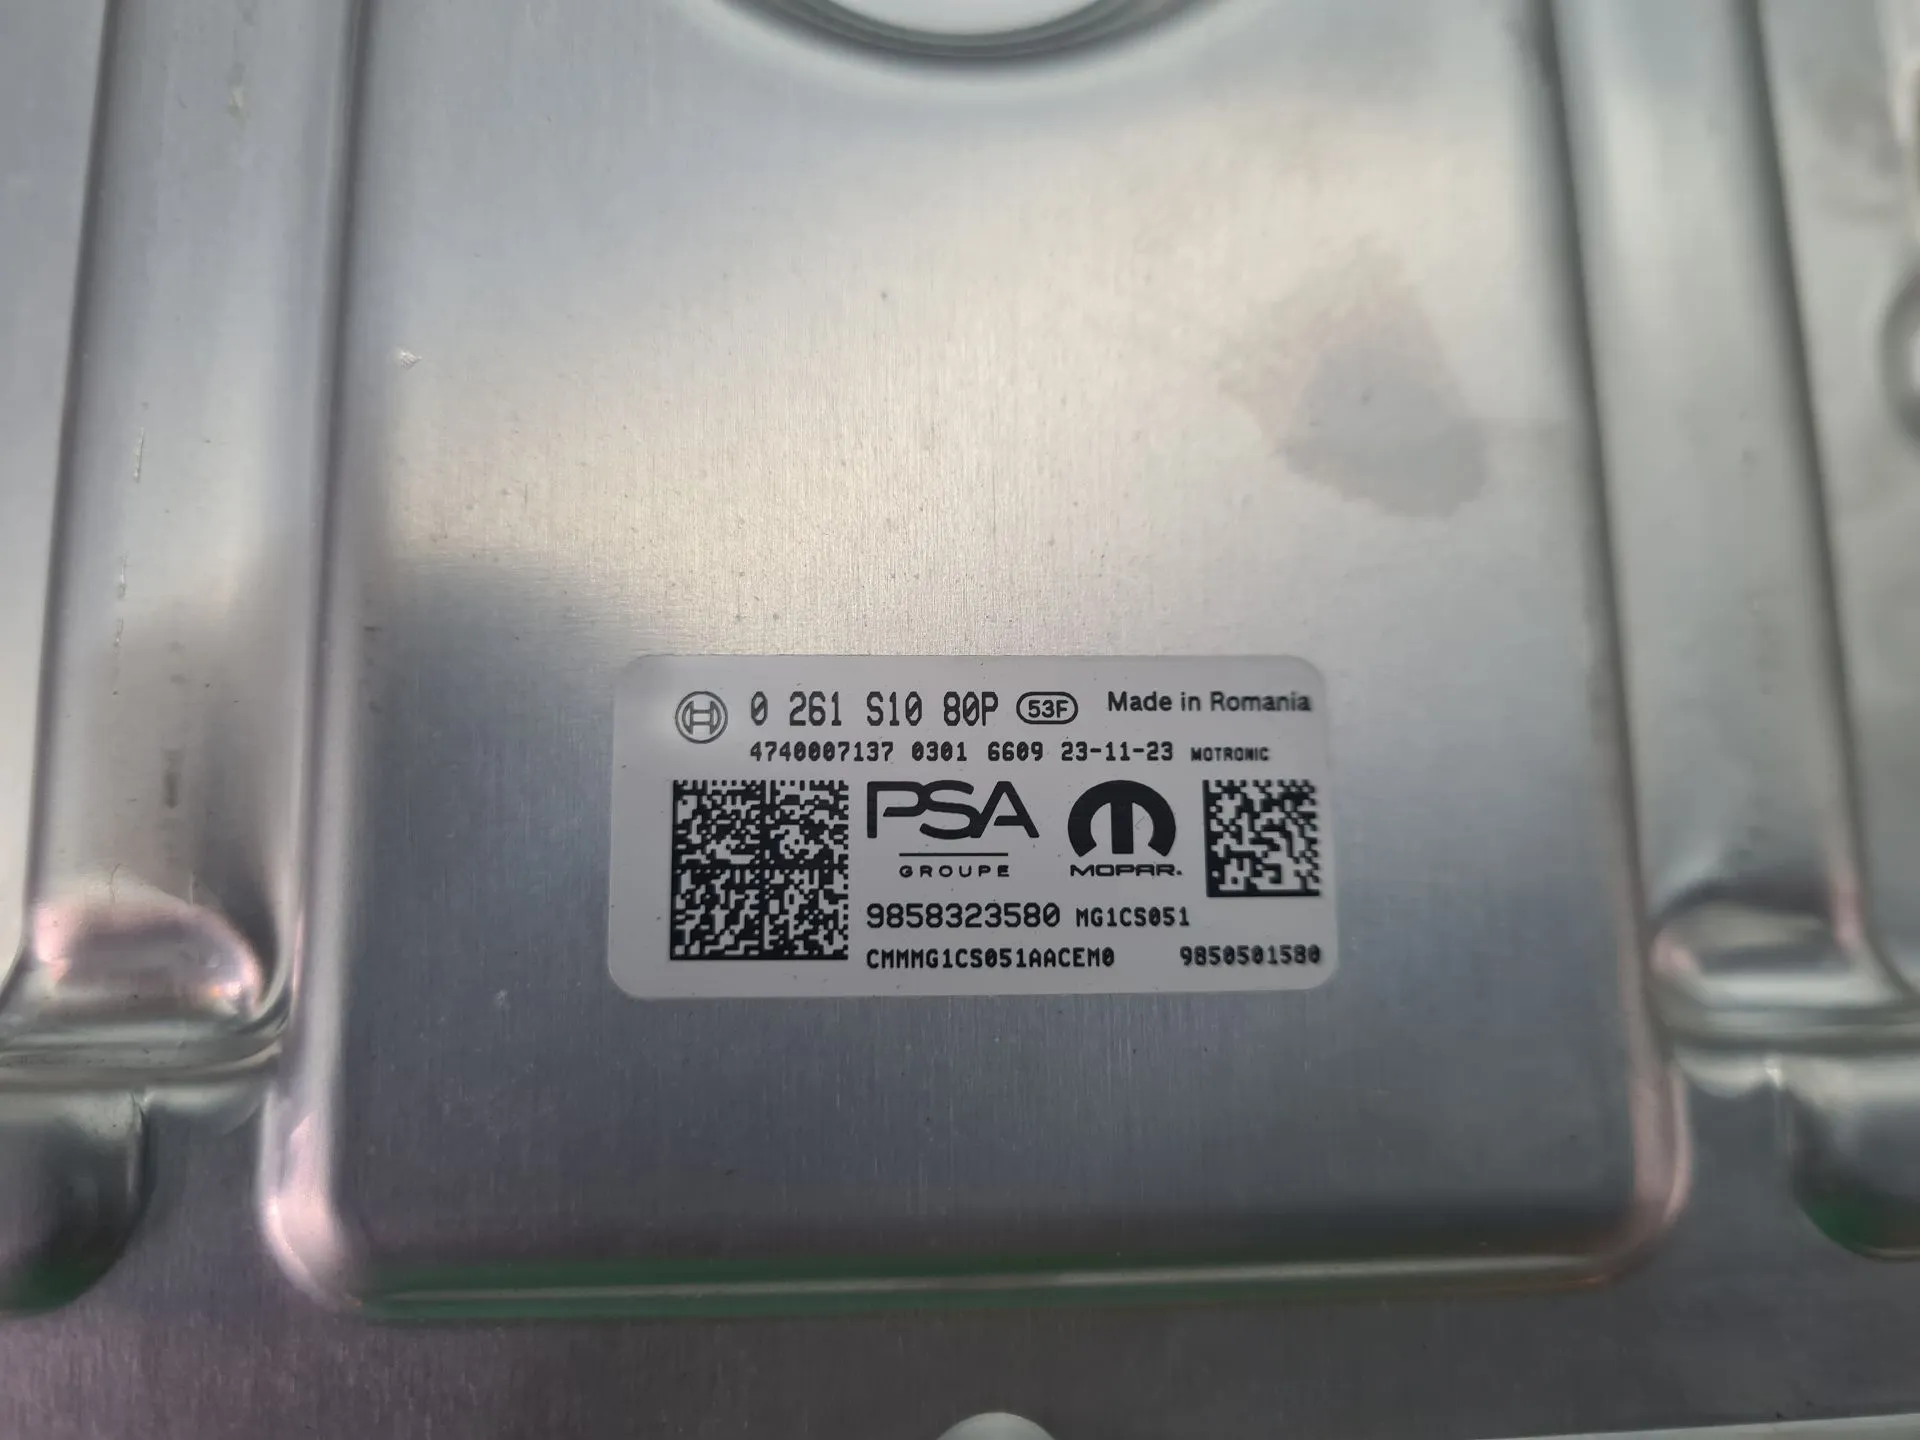 0 261 S10 80P 53F Made in Romania
4740007137 0301 6609 23-11-23 MOTRONIC
PSA
GROUPE
MOPAR.
9858323580 MG1CS051
CMMMG1CS051AACEM0 9850501580